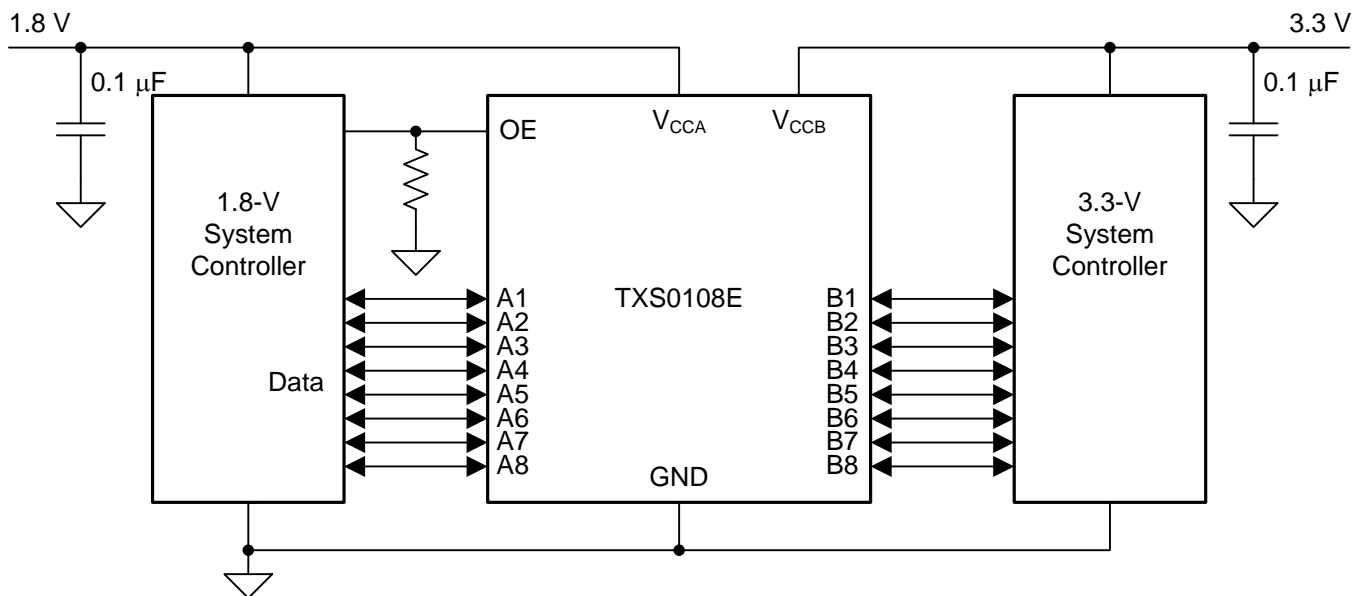 1.8 V
3.3 V
0.1 μF
0.1 μF
OE
VCCA
VCCB
1.8-V
System
Controller
3.3-V
System
Controller
TXS0108E
Data
A1
A2
A3
A4
A5
A6
A7
A8
B1
B2
B3
B4
B5
B6
B7
B8
GND